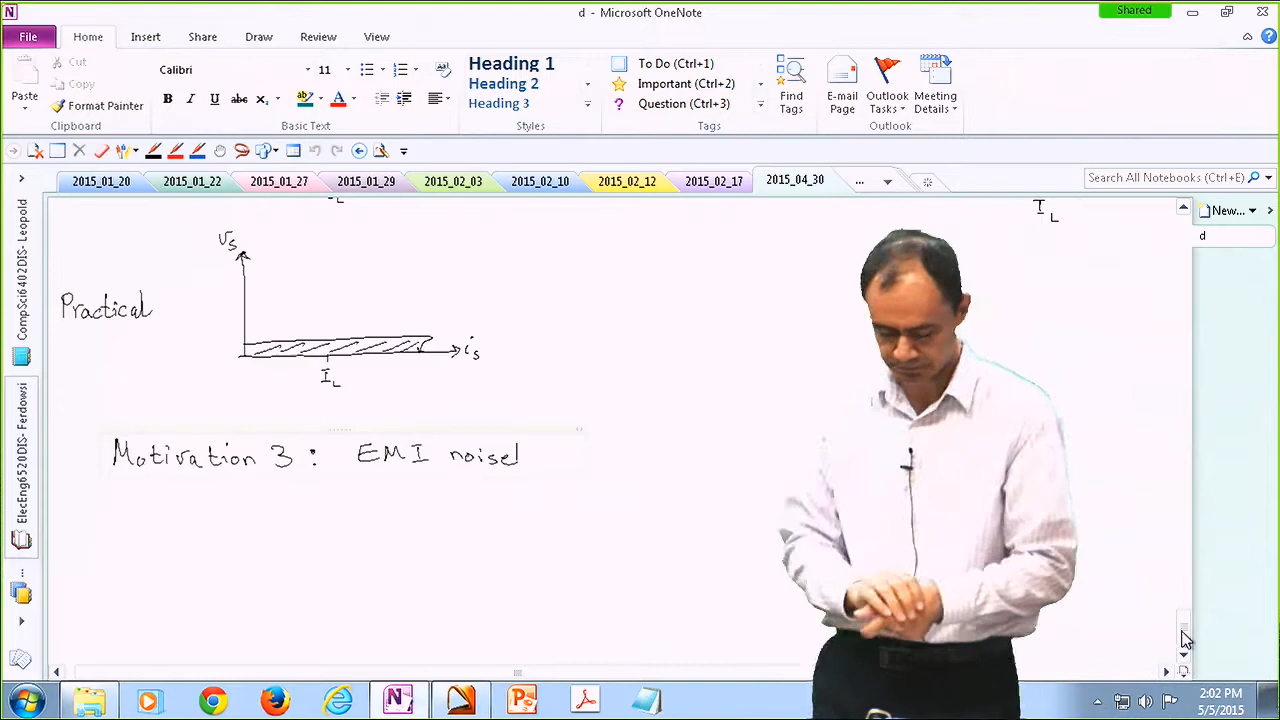 d - Microsoft OneNote
Shared
File Home Insert Share Draw Review View
Paste
Cut
Copy
Format Painter
Clipboard
Calibri 11
B I U abc X₂ A
Basic Text
Heading 1
Heading 2
Heading 3
Styles
To Do (Ctrl+1)
Important (Ctrl+2)
Question (Ctrl+3)
Tags
Find Tags
E-mail Page
Outlook Tasks
Meeting Details
Outlook
2015_01_20 2015_01_22 2015_01_27 2015_01_29 2015_02_03 2015_02_10 2015_02_12 2015_02_17 2015_04_30 ...
Search All Notebooks (Ctrl+E)
New...
d
CompSci6402DIS- Leopold
ElecEng6520DIS- Ferdowsi
L
I L
vs
Practical
is
IL
Motivation 3 : EMI noise
2:02 PM
5/5/2015